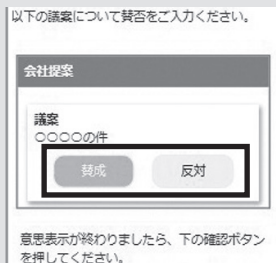 以下の議案について賛否をご入力ください。
会社提案
議案
○○○○の件
賛成
反対
意思表示が終わりましたら、下の確認ボタン
を押してください。